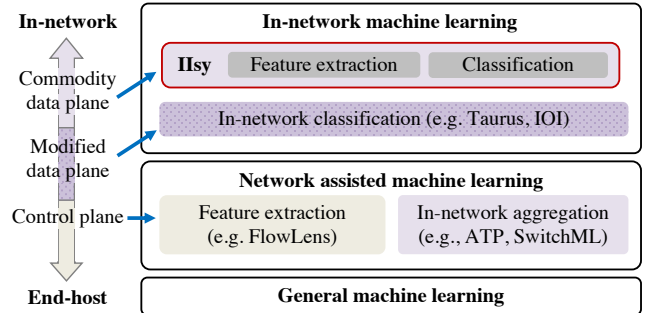 In-network
Commodity
data plane
Modified
data plane
Control plane
End-host
In-network machine learning
IIsy Feature extraction Classification
In-network classification (e.g. Taurus, IOI)
Network assisted machine learning
Feature extraction
(e.g. FlowLens)
In-network aggregation
(e.g., ATP, SwitchML)
General machine learning